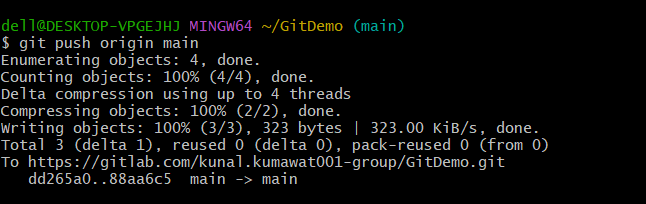 dell@DESKTOP-VPGEJHJ MINGW64 ~/GitDemo (main)
$ git push origin main
Enumerating objects: 4, done.
Counting objects: 100% (4/4), done.
Delta compression using up to 4 threads
Compressing objects: 100% (2/2), done.
Writing objects: 100% (3/3), 323 bytes | 323.00 KiB/s, done.
Total 3 (delta 1), reused 0 (delta 0), pack-reused 0 (from 0)
To https://gitlab.com/kunal.kumawat001-group/GitDemo.git
   dd265a0..88aa6c5  main -> main